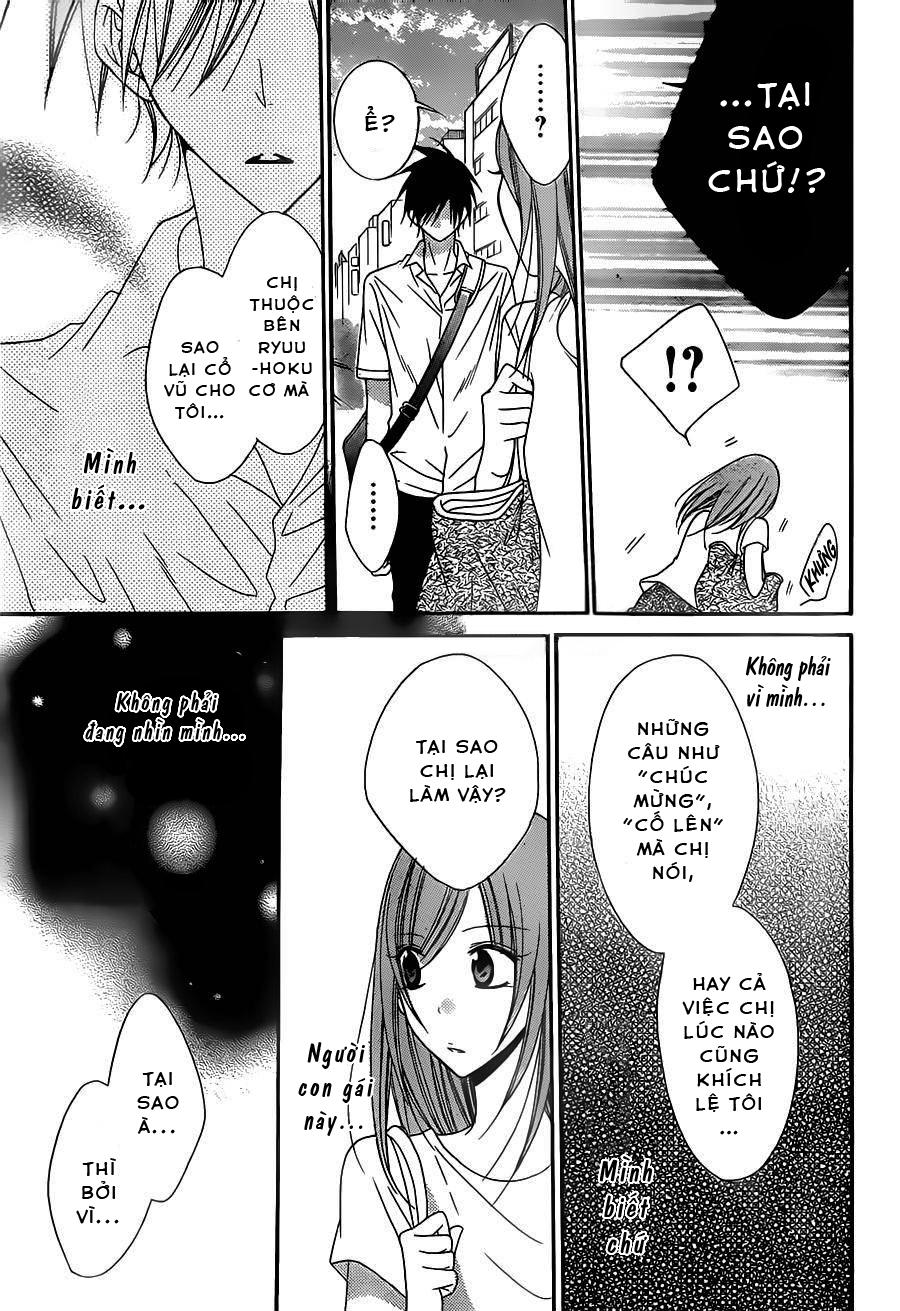 ...TẠI
SAO
CHỨ!?
!?
KHỰNG
........?
Ể?
........
CHỊ
THUỘC
BÊN
RYUU
-HOKU
CƠ MÀ
SAO
LẠI CỔ
VŨ CHO
TÔI...
Mình
biết...
Không phải
vì mình...
NHỮNG
CÂU NHƯ
"CHÚC
MỪNG",
"CỐ LÊN"
MÀ CHỊ
NÓI,
HAY CẢ
VIỆC CHỊ
LÚC NÀO
CŨNG
KHÍCH
LỆ TÔI
...
Mình
biết
chứ
TẠI SAO
CHỊ LẠI
LÀM VẬY?
Người
con gái
này...
Không phải
đang nhìn mình...
TẠI
SAO
À...
THÌ
BỞI
VÌ...